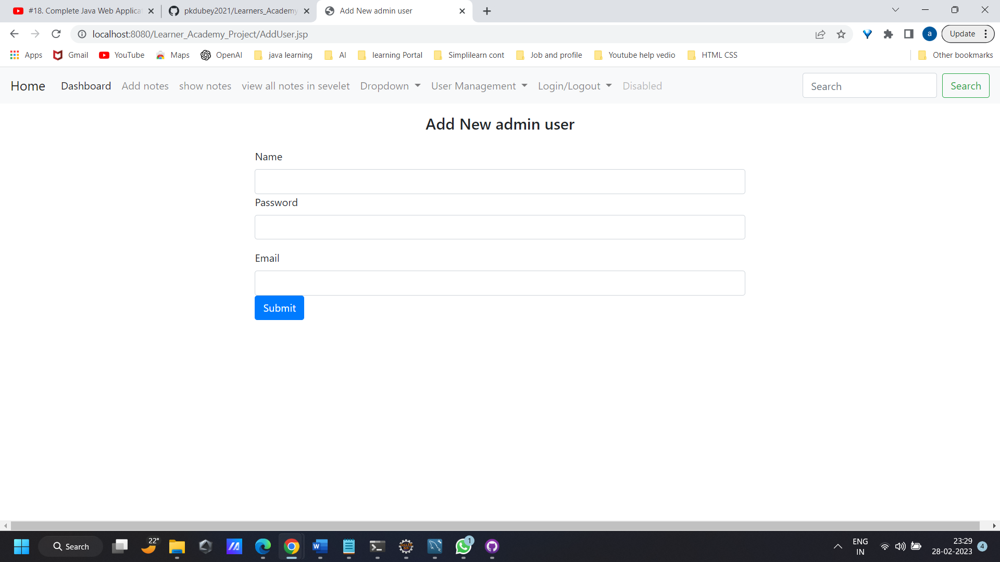 #18. Complete Java Web Applica
pkdubey2021/Learners_Academy
Add New admin user
localhost:8080/Learner_Academy_Project/AddUser.jsp
a
Update
Apps
Gmail
YouTube
Maps
OpenAI
java learning
AI
learning Portal
Simplilearn cont
Job and profile
Youtube help vedio
HTML CSS
Other bookmarks
Home
Dashboard
Add notes
show notes
view all notes in sevelet
Dropdown
User Management
Login/Logout
Disabled
Search
Search
Add New admin user
Name
Password
Email
Submit
Search
22°
W
1
ENG
IN
23:29
28-02-2023
4